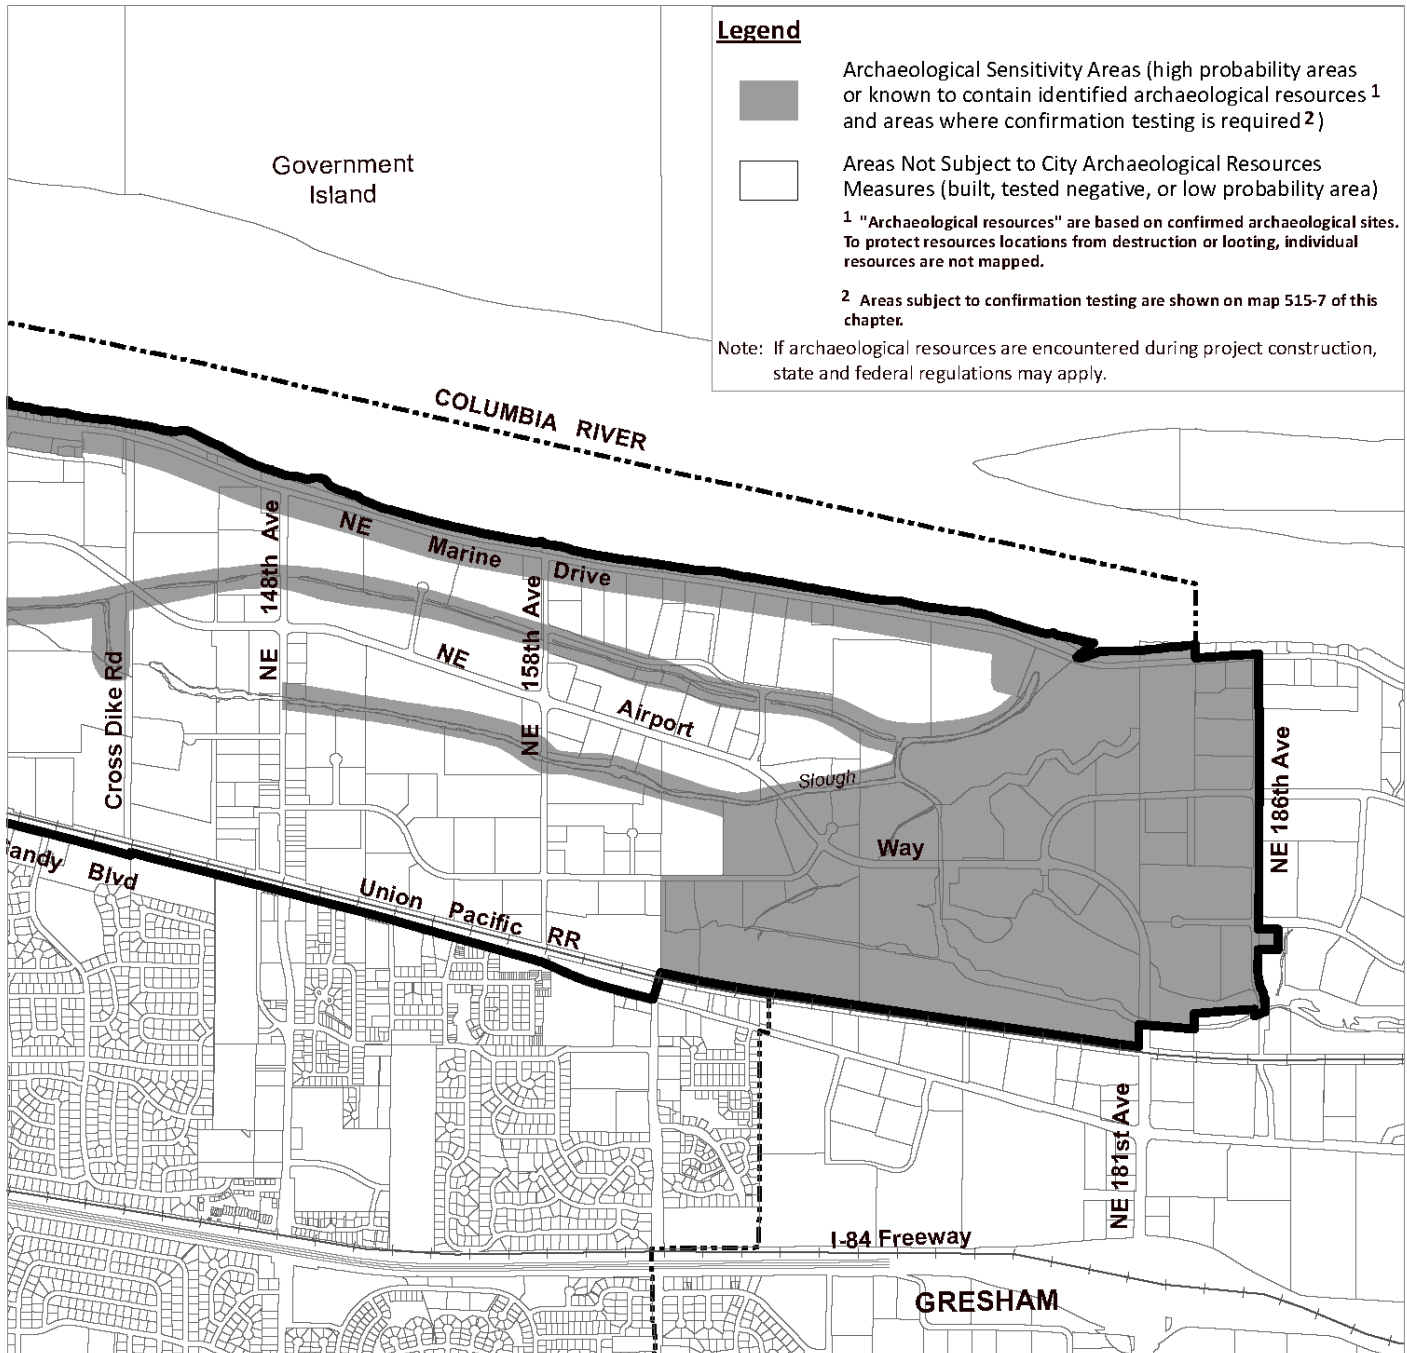 Legend
Archaeological Sensitivity Areas (high probability areas
or known to contain identified archaeological resources 1
and areas where confirmation testing is required 2)
Areas Not Subject to City Archaeological Resources
Measures (built, tested negative, or low probability area)
1 "Archaeological resources" are based on confirmed archaeological sites.
To protect resources locations from destruction or looting, individual
resources are not mapped.
2 Areas subject to confirmation testing are shown on map 515-7 of this
chapter.
Note: If archaeological resources are encountered during project construction,
state and federal regulations may apply.
Government
Island
COLUMBIA RIVER
NE Marine Drive
NE 148th Ave
NE 158th Ave
NE Airport Way
Cross Dike Rd
Slough
NE 186th Ave
andy Blvd
Union Pacific RR
NE 181st Ave
I-84 Freeway
GRESHAM